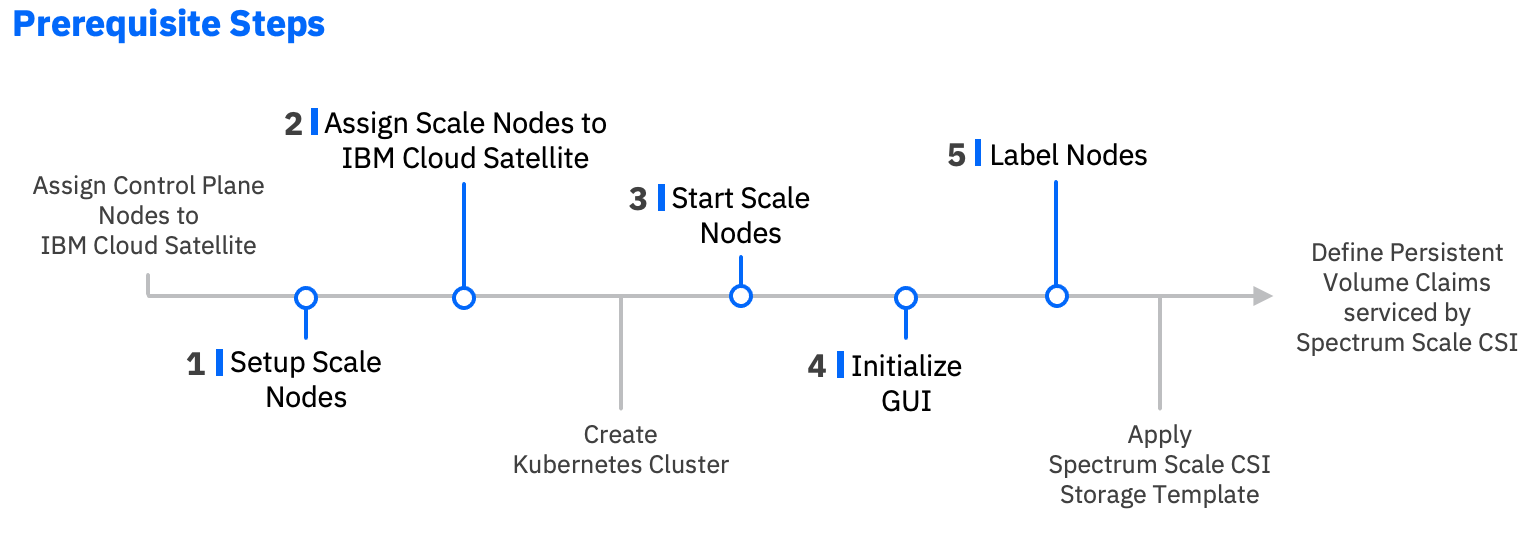 Prerequisite Steps
Assign Control Plane
Nodes to
IBM Cloud Satellite
1 Setup Scale
Nodes
2 Assign Scale Nodes to
IBM Cloud Satellite
Create
Kubernetes Cluster
3 Start Scale
Nodes
4 Initialize
GUI
5 Label Nodes
Apply
Spectrum Scale CSI
Storage Template
Define Persistent
Volume Claims
serviced by
Spectrum Scale CSI